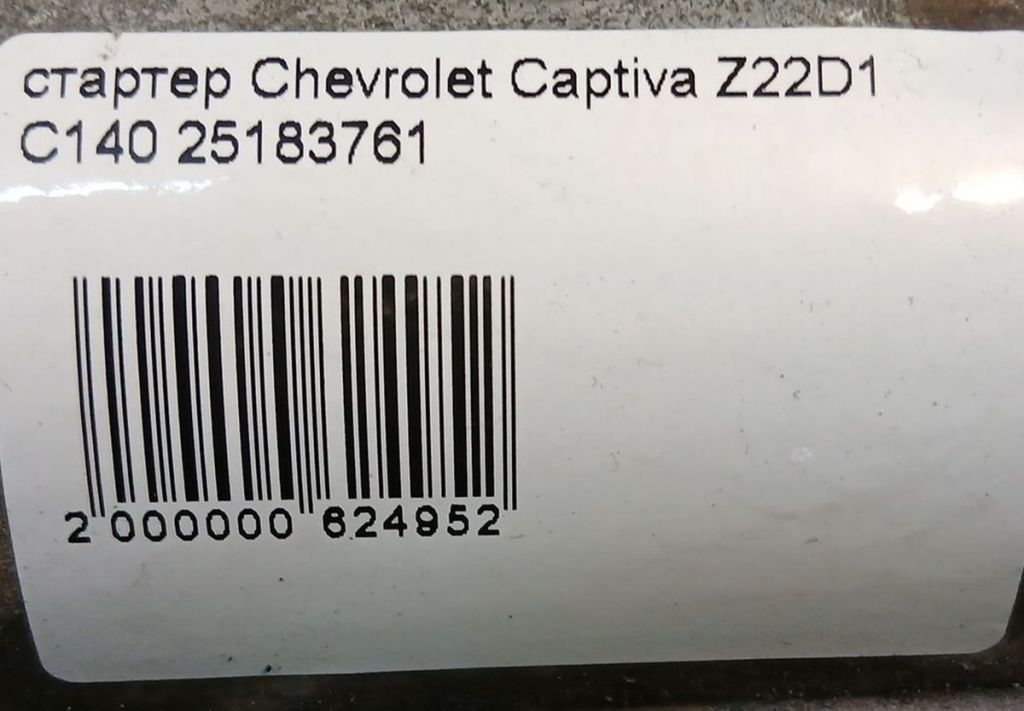 стартер Chevrolet Captiva Z22D1
C140 25183761
2 000000 624952